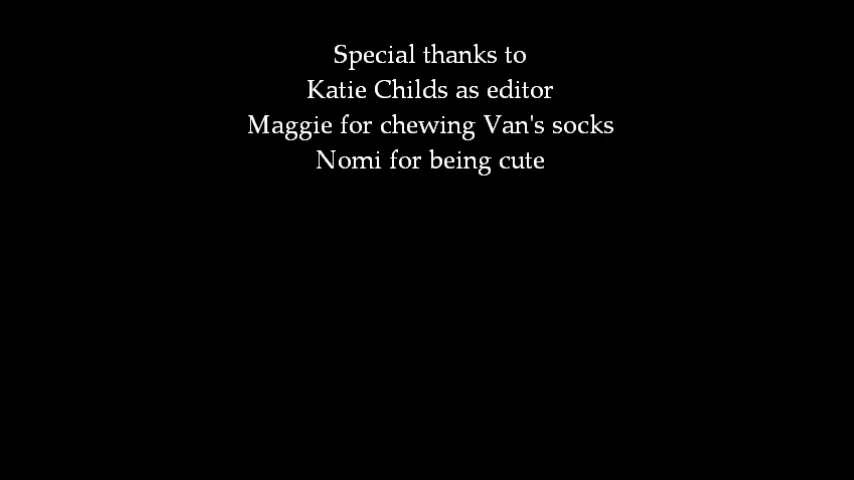 Special thanks to
Katie Childs as editor
Maggie for chewing Van's socks
Nomi for being cute